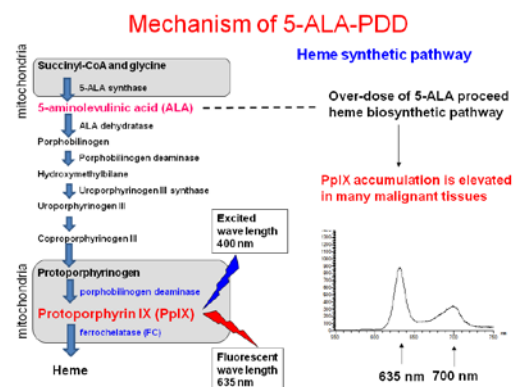 Mechanism of 5-ALA-PDD
Heme synthetic pathway
mitochondria
Succinyl-CoA and glycine
5-ALA synthase
5-aminolevulinic acid (ALA)
ALA dehydratase
Porphobilinogen
Porphobilinogen deaminase
Hydroxymethylbilane
Uroporphyrinogen III synthase
Uroporphyrinogen III
Coproporphyrinogen III
mitochondria
Protoporphyrinogen
porphobilinogen deaminase
Protoporphyrin IX (PpIX)
ferrochelatase (FC)
Heme
Excited
wave length
400 nm
Fluorescent
wave length
635 nm
Over-dose of 5-ALA proceed
heme biosynthetic pathway
PpIX accumulation is elevated
in many malignant tissues
635 nm 700 nm